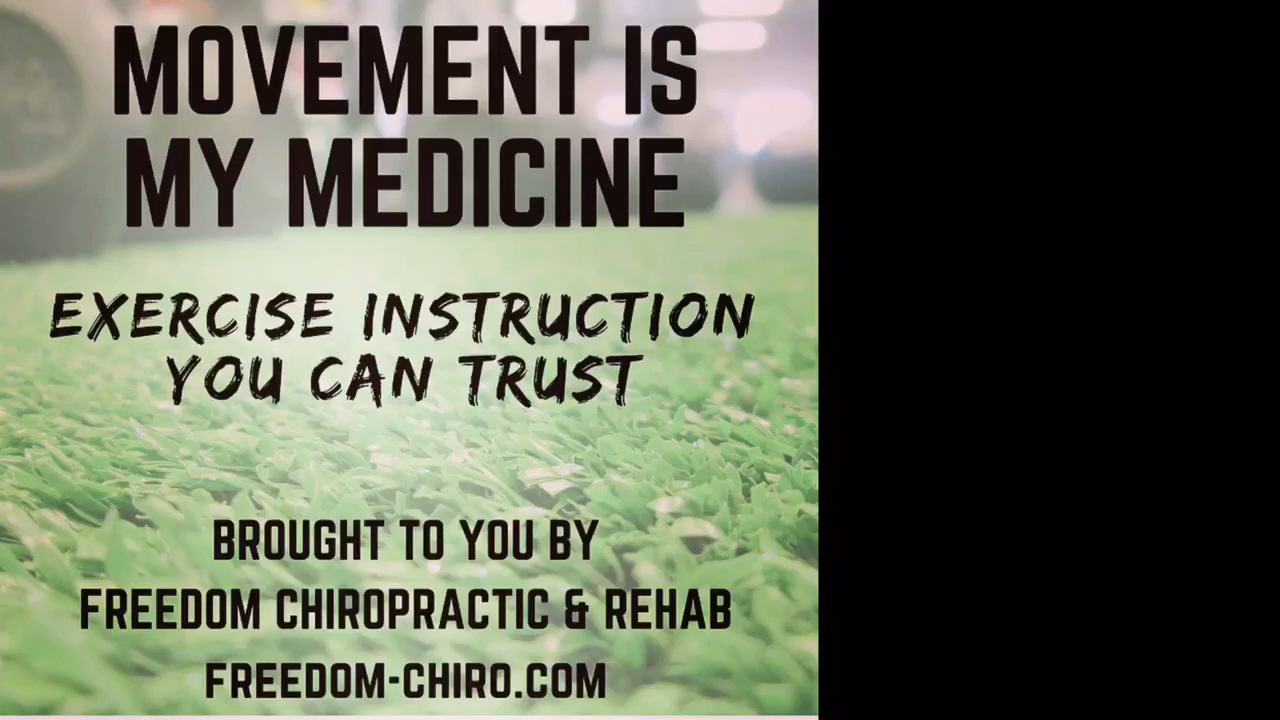 MOVEMENT IS
MY MEDICINE
EXERCISE INSTRUCTION
YOU CAN TRUST
BROUGHT TO YOU BY
FREEDOM CHIROPRACTIC & REHAB
FREEDOM-CHIRO.COM